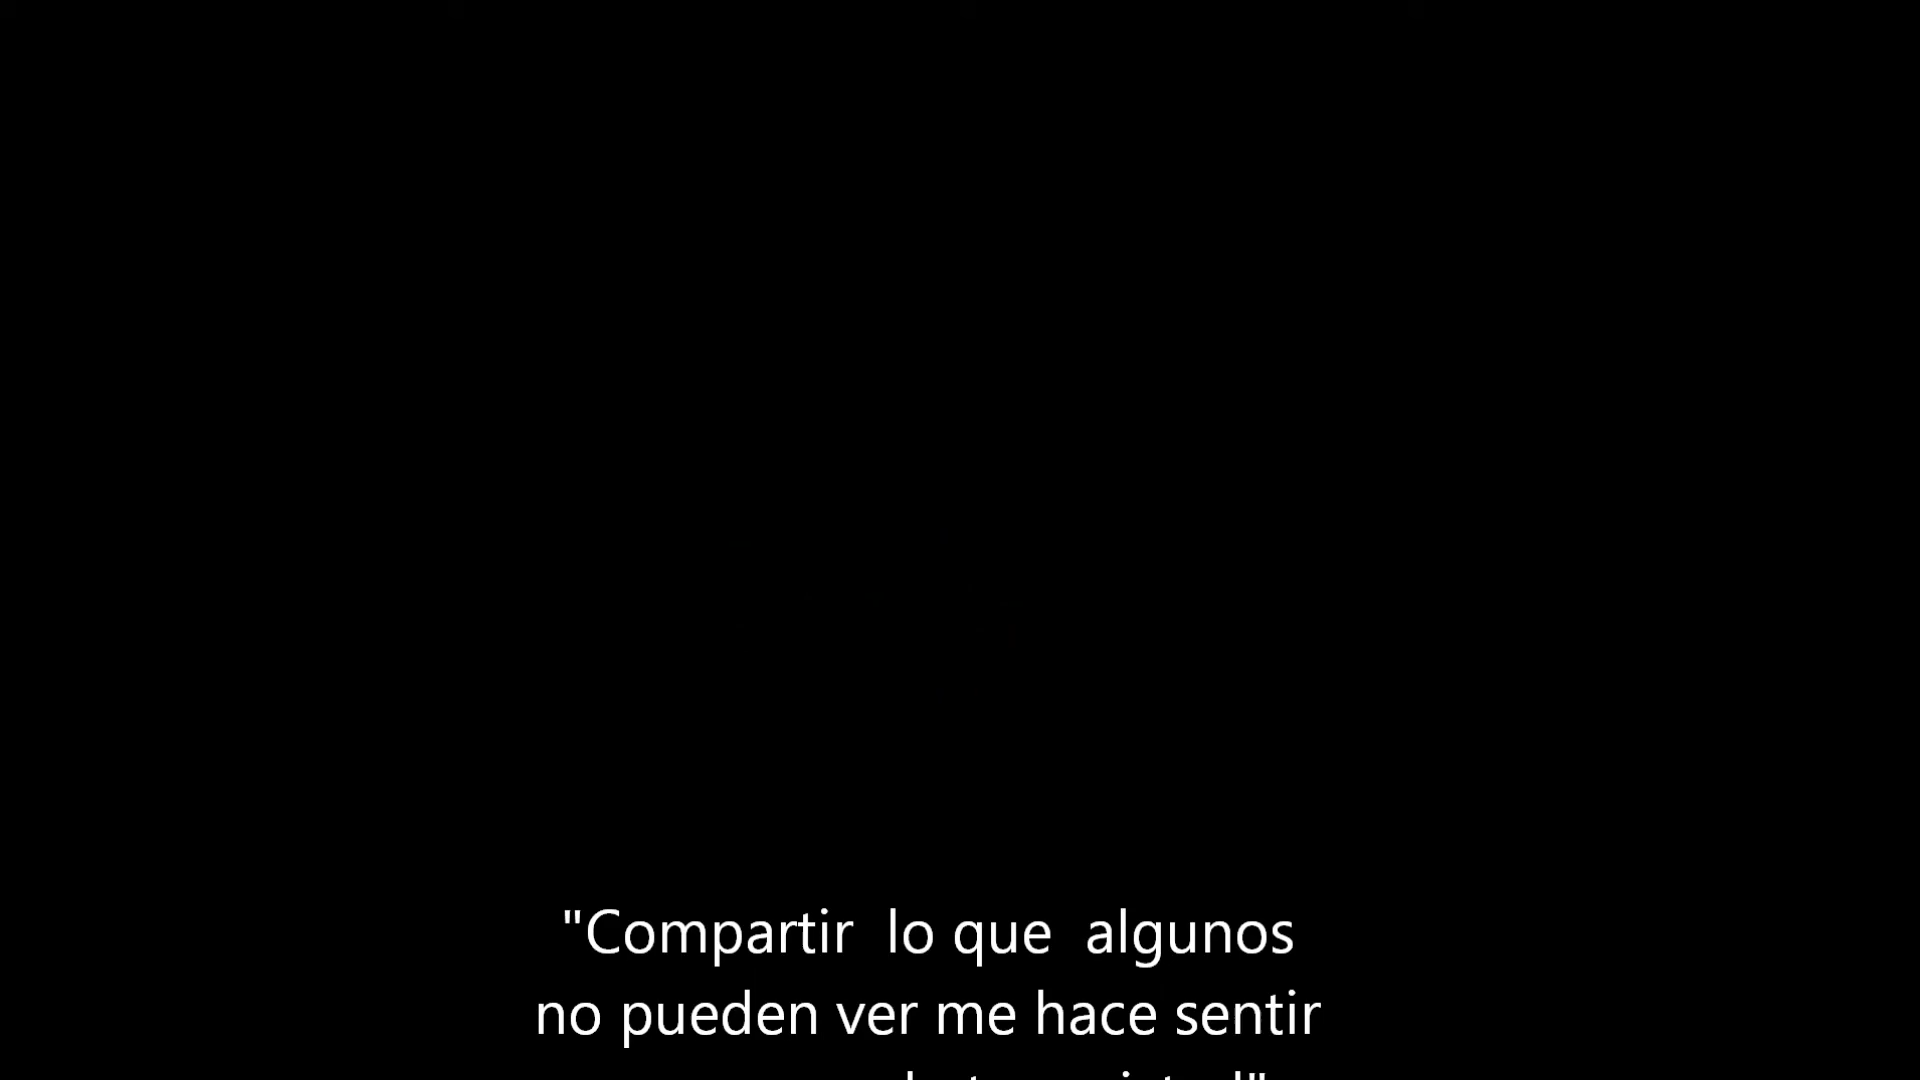 "Compartir  lo que  algunos
no pueden ver me hace sentir